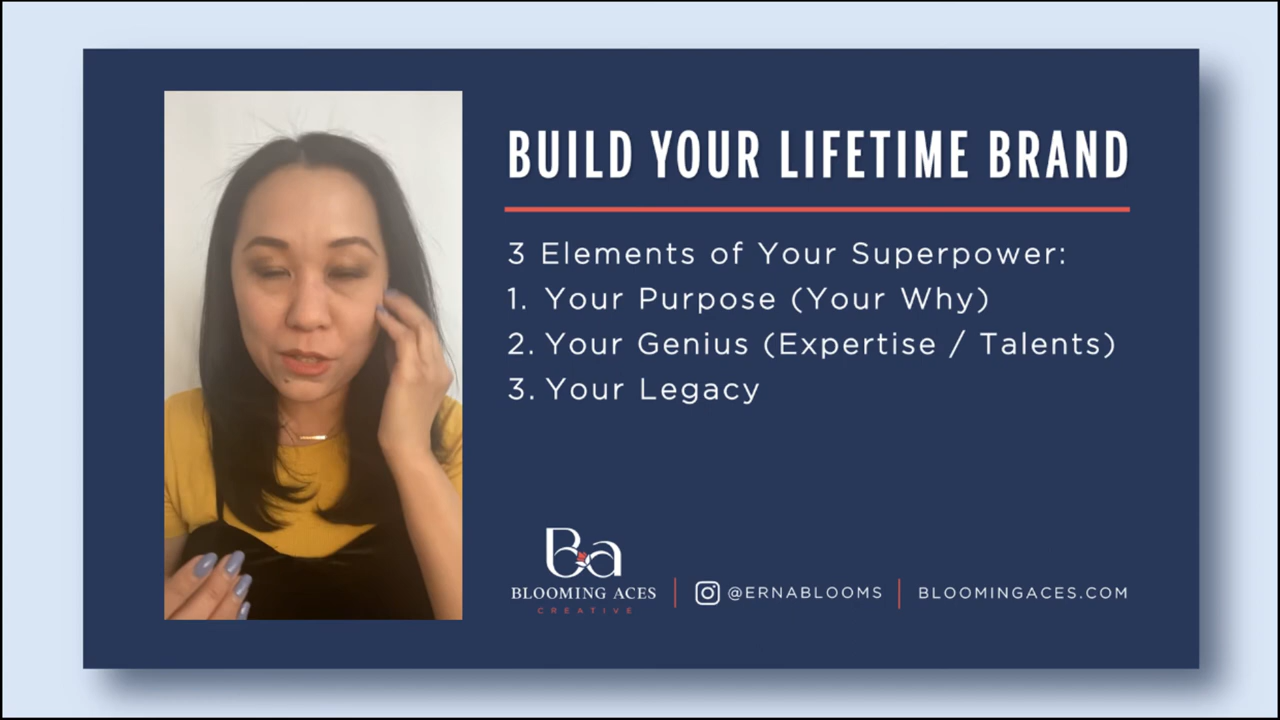 BUILD YOUR LIFETIME BRAND
3 Elements of Your Superpower:
1. Your Purpose (Your Why)
2. Your Genius (Expertise / Talents)
3. Your Legacy
Ba
BLOOMING ACES
CREATIVE
@ERNABLOOMS
BLOOMINGACES.COM